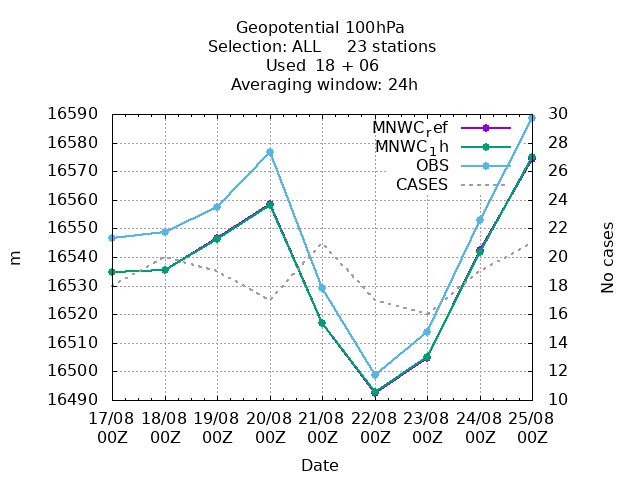 Geopotential 100hPa
Selection: ALL 23 stations
Used 18 + 06
Averaging window: 24h
16590 30
MNWCref
16580 28
MNWC1h
16570 26
OBS
16560 24
CASES
16550 22
16540 20
16530 18
16520 16
16510 14
16500 12
16490 10
m
No cases
17/08 18/08 19/08 20/08 21/08 22/08 23/08 24/08 25/08
00Z 00Z 00Z 00Z 00Z 00Z 00Z 00Z 00Z
Date